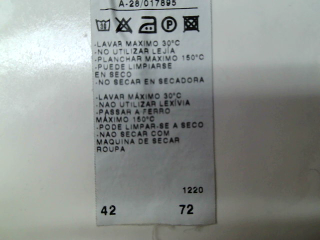 A-28/017895
-LAVAR MAXIMO 30°C
-NO UTILIZAR LEJIA
-PLANCHAR MAXIMO 150°C
-PUEDE LIMPIARSE
EN SECO
-NO SECAR EN SECADORA
-LAVAR MÁXIMO 30°C
-NÃO UTILIZAR LEXÍVIA
-PASSAR A FERRO
MÁXIMO 150°C
-PODE LIMPAR-SE A SECO
-NÃO SECAR COM
MAQUINA DE SECAR
ROUPA
1220
42 72